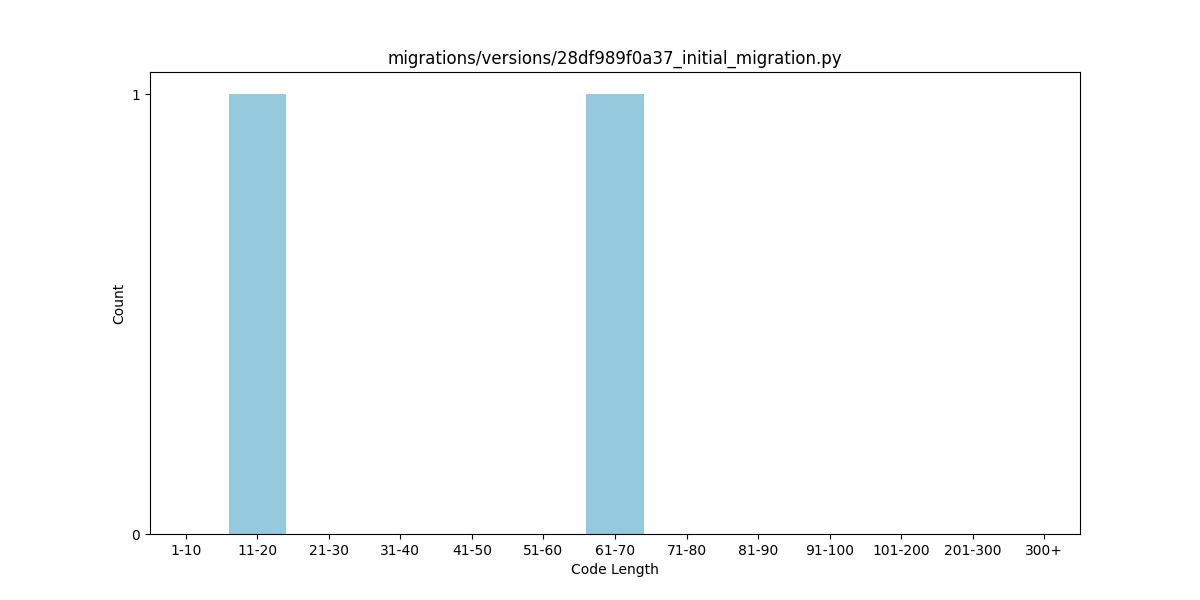 migrations/versions/28df989f0a37_initial_migration.py
1
Count
0
1-10 11-20 21-30 31-40 41-50 51-60 61-70 71-80 81-90 91-100 101-200 201-300 300+
Code Length